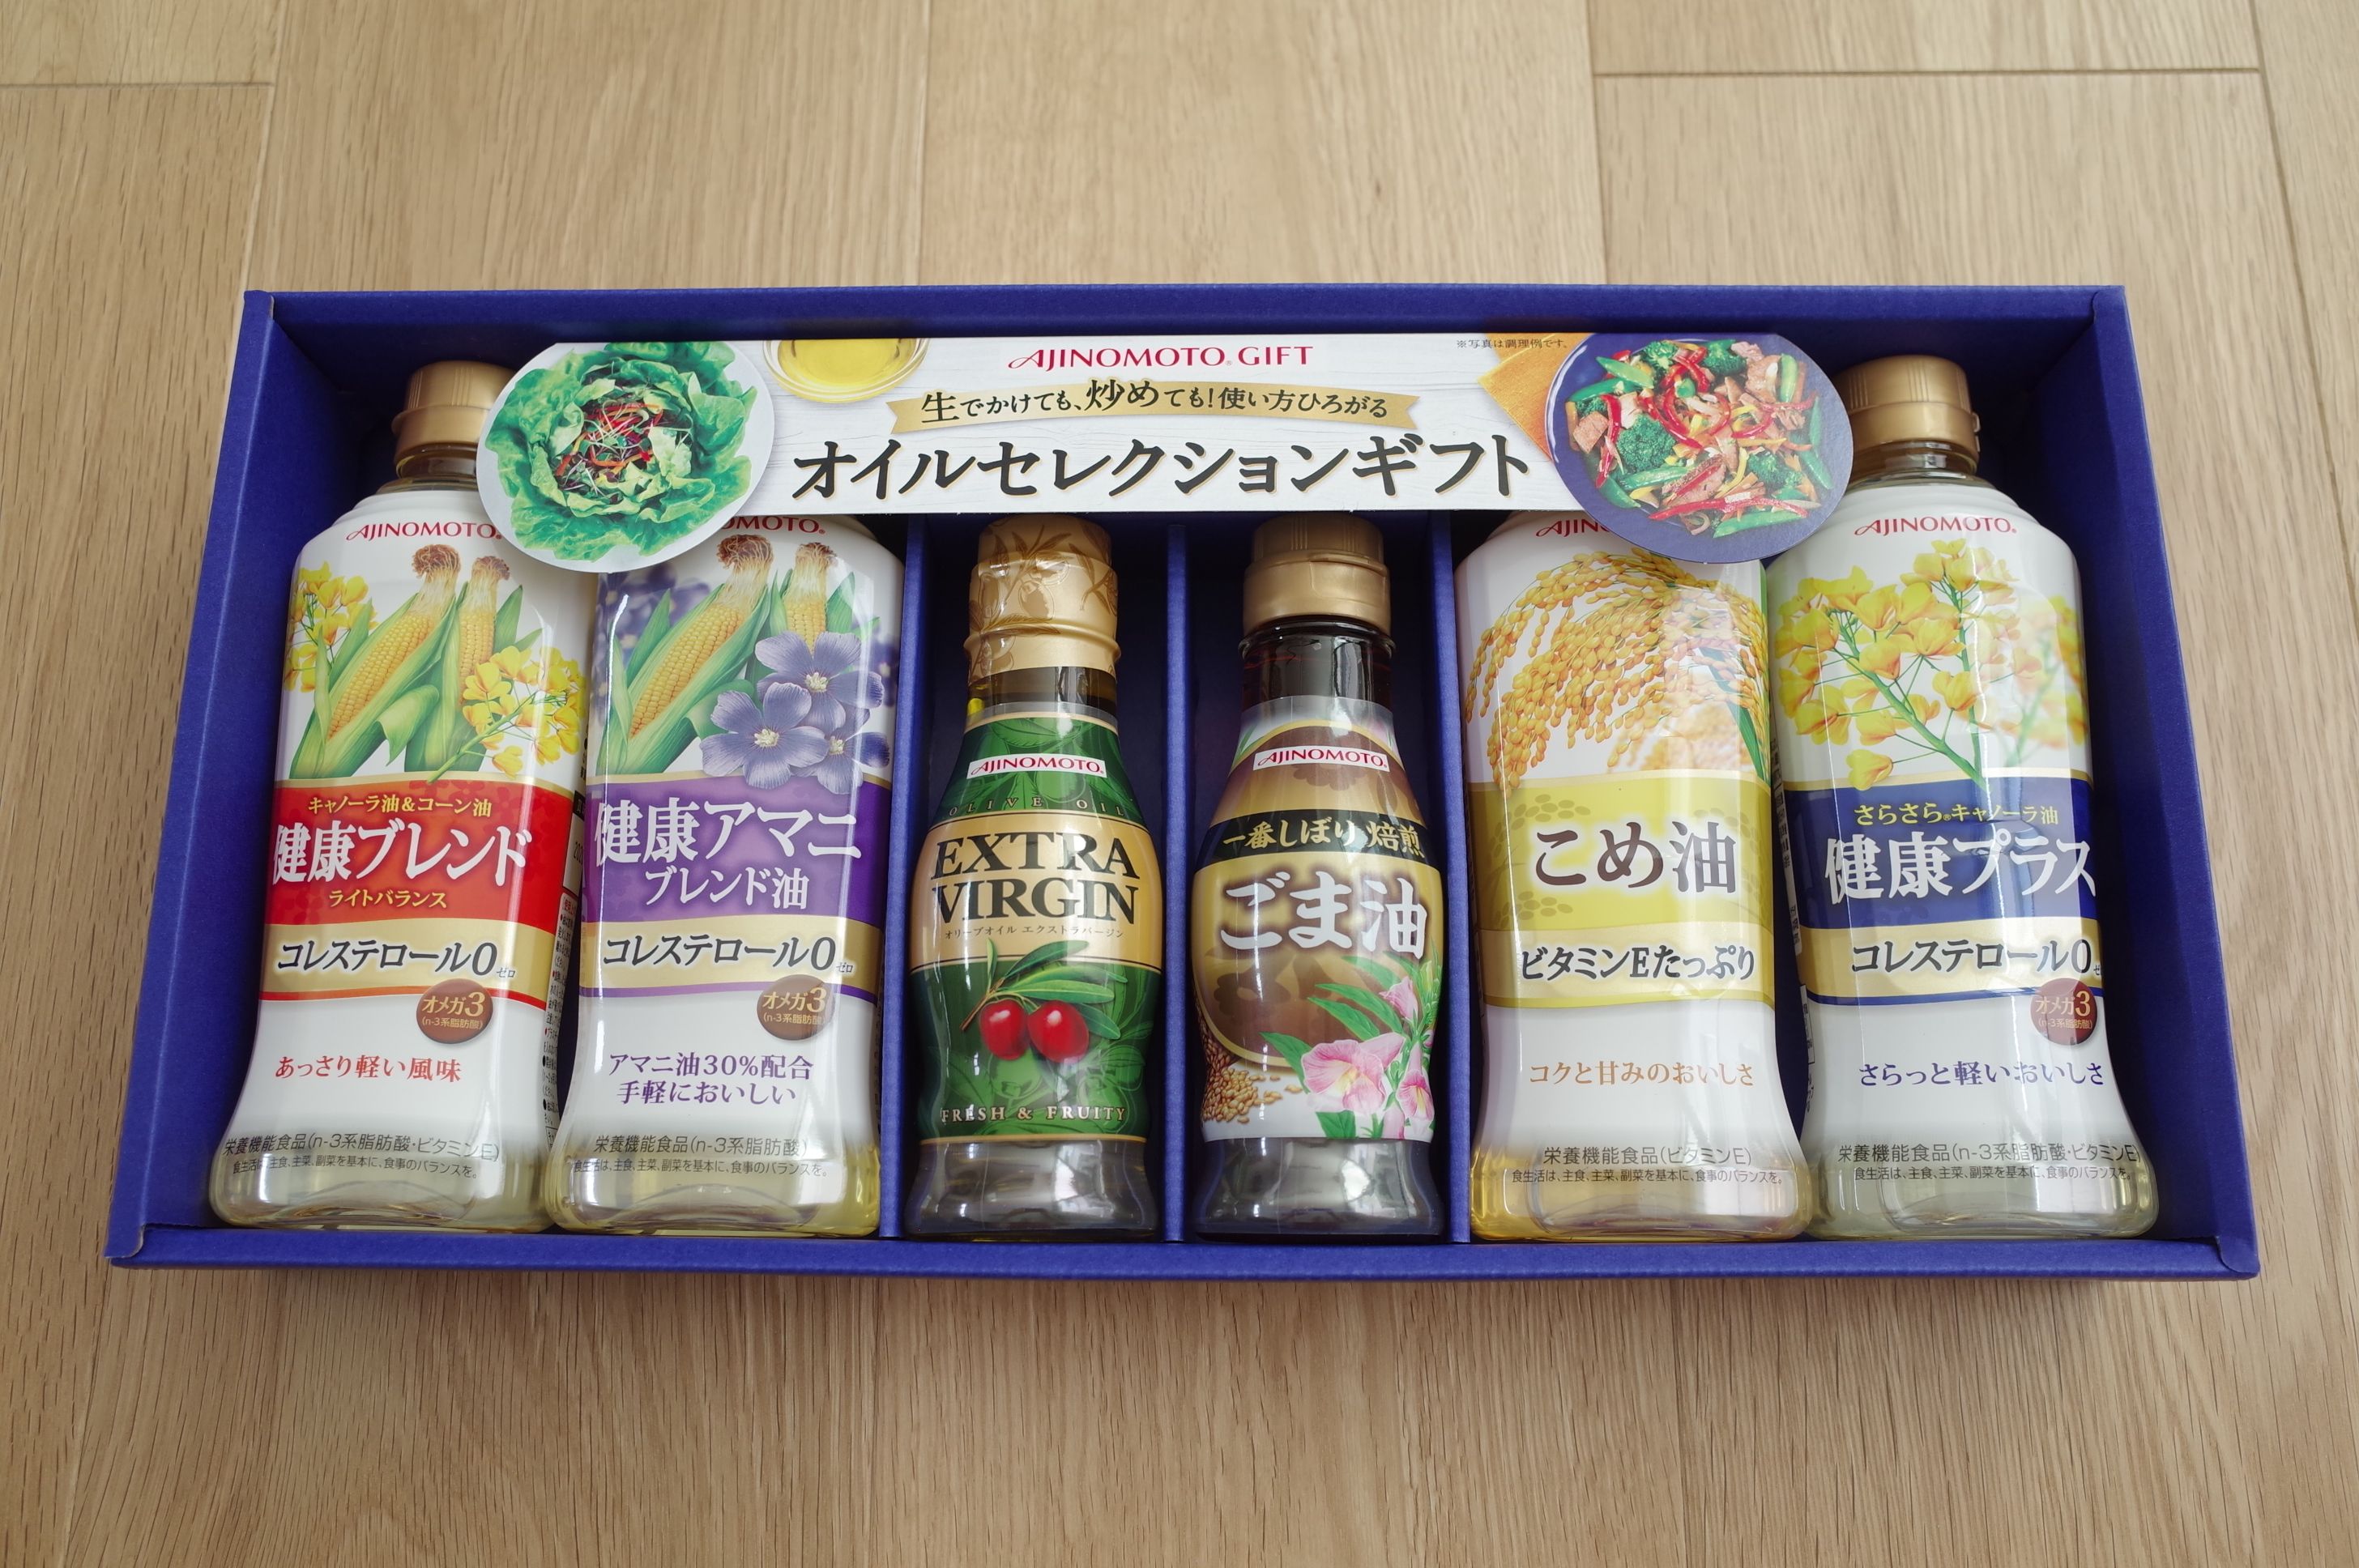 AJINOMOTO. GIFT
※写真は調理例です。
生でかけても、炒めても!使い方ひろがる
オイルセレクションギフト
AJINOMOTO.
キャノーラ油&コーン油
健康ブレンド
ライトバランス
コレステロール0
ゼロ
オメガ3
(n-3系脂肪酸)
あっさり軽い風味
栄養機能食品(n-3系脂肪酸・ビタミンE)
食生活は、主食、主菜、副菜を基本に、食事のバランスを。
健康アマニ
ブレンド油
コレステロール0
ゼロ
オメガ3
(n-3系脂肪酸)
アマニ油30%配合
手軽においしい
栄養機能食品(n-3系脂肪酸)
食生活は、主食、主菜、副菜を基本に、食事のバランスを。
AJINOMOTO.
OLIVE OIL
EXTRA
VIRGIN
オリーブオイル エクストラバージン
FRESH & FRUITY
AJINOMOTO.
一番しぼり 焙煎
ごま油
こめ油
ビタミンEたっぷり
コクと甘みのおいしさ
栄養機能食品(ビタミンE)
食生活は、主食、主菜、副菜を基本に、食事のバランスを。
AJINOMOTO.
さらさら®キャノーラ油
健康プラス
コレステロール0
オメガ3
(n-3系脂肪酸)
さらっと軽いおいしさ
栄養機能食品(n-3系脂肪酸・ビタミンE)
食生活は、主食、主菜、副菜を基本に、食事のバランスを。